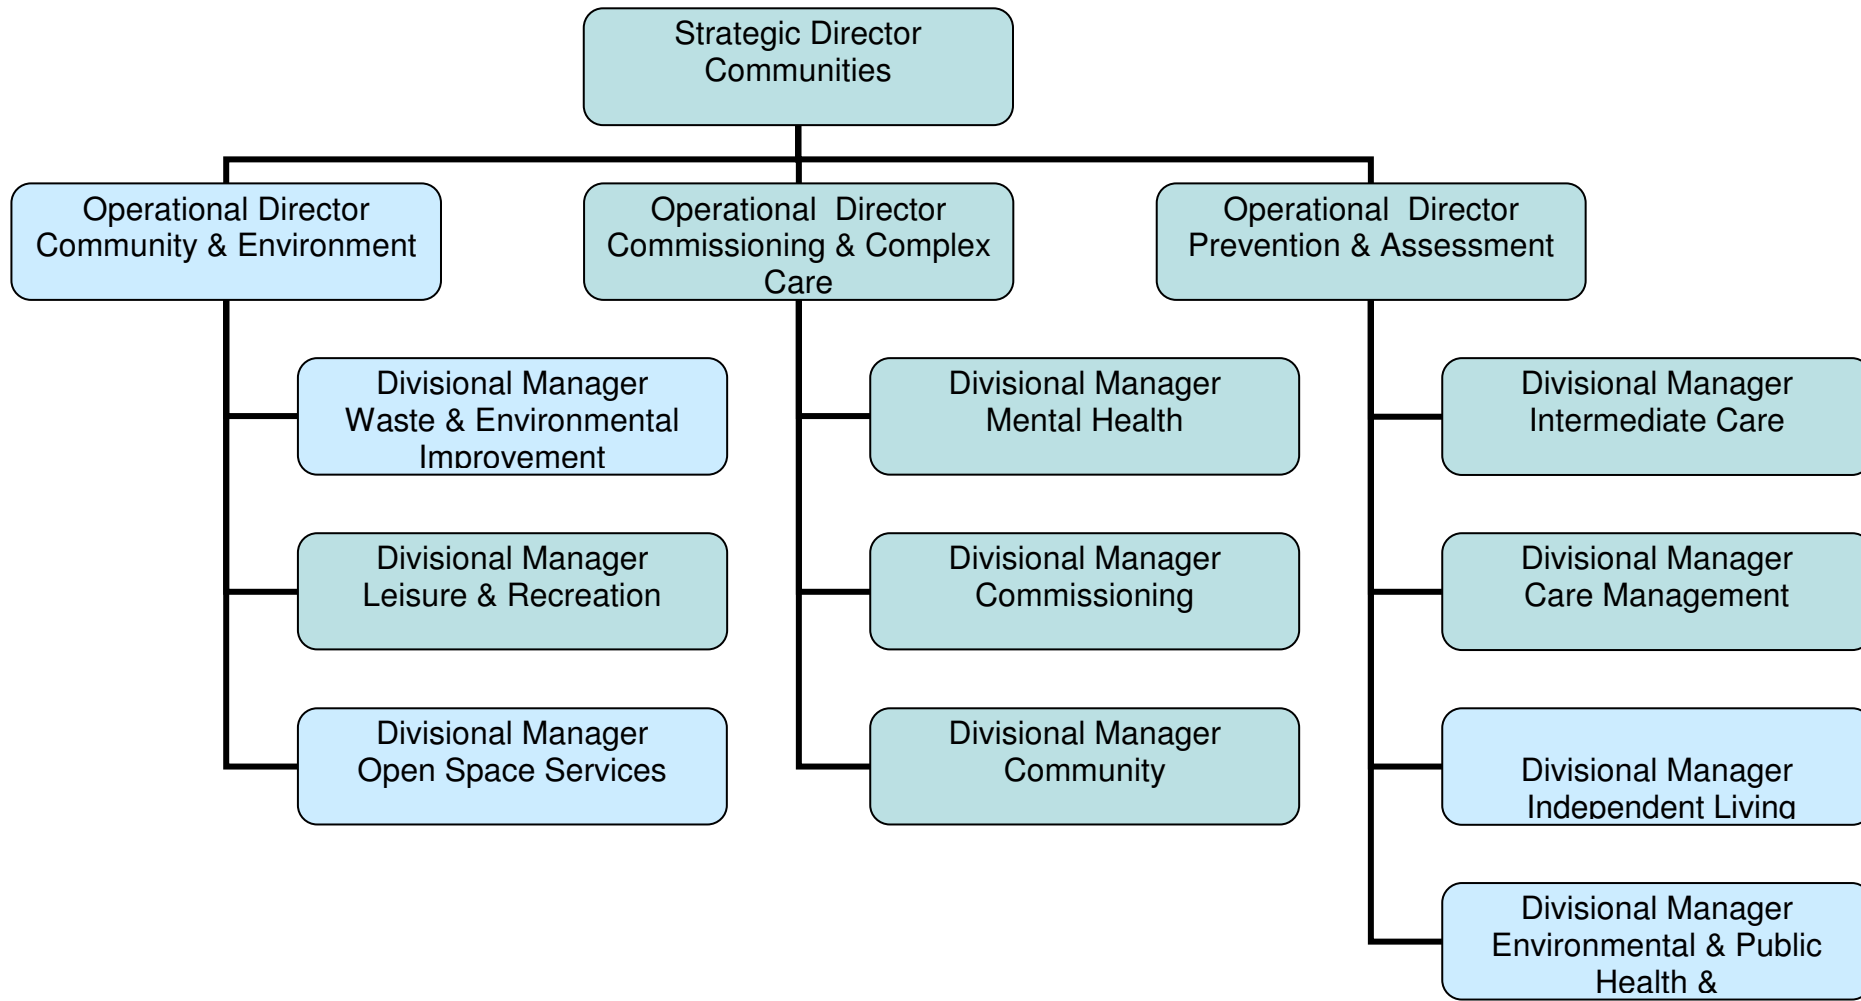 Strategic Director
Communities
Operational Director
Community & Environment
Operational  Director
Commissioning & Complex
Care
Operational  Director
Prevention & Assessment
Divisional Manager
Waste & Environmental
Improvement
Divisional Manager
Mental Health
Divisional Manager
Intermediate Care
Divisional Manager
Leisure & Recreation
Divisional Manager
Commissioning
Divisional Manager
Care Management
Divisional Manager
Open Space Services
Divisional Manager
Community
Divisional Manager
Independent Living
Divisional Manager
Environmental & Public
Health &